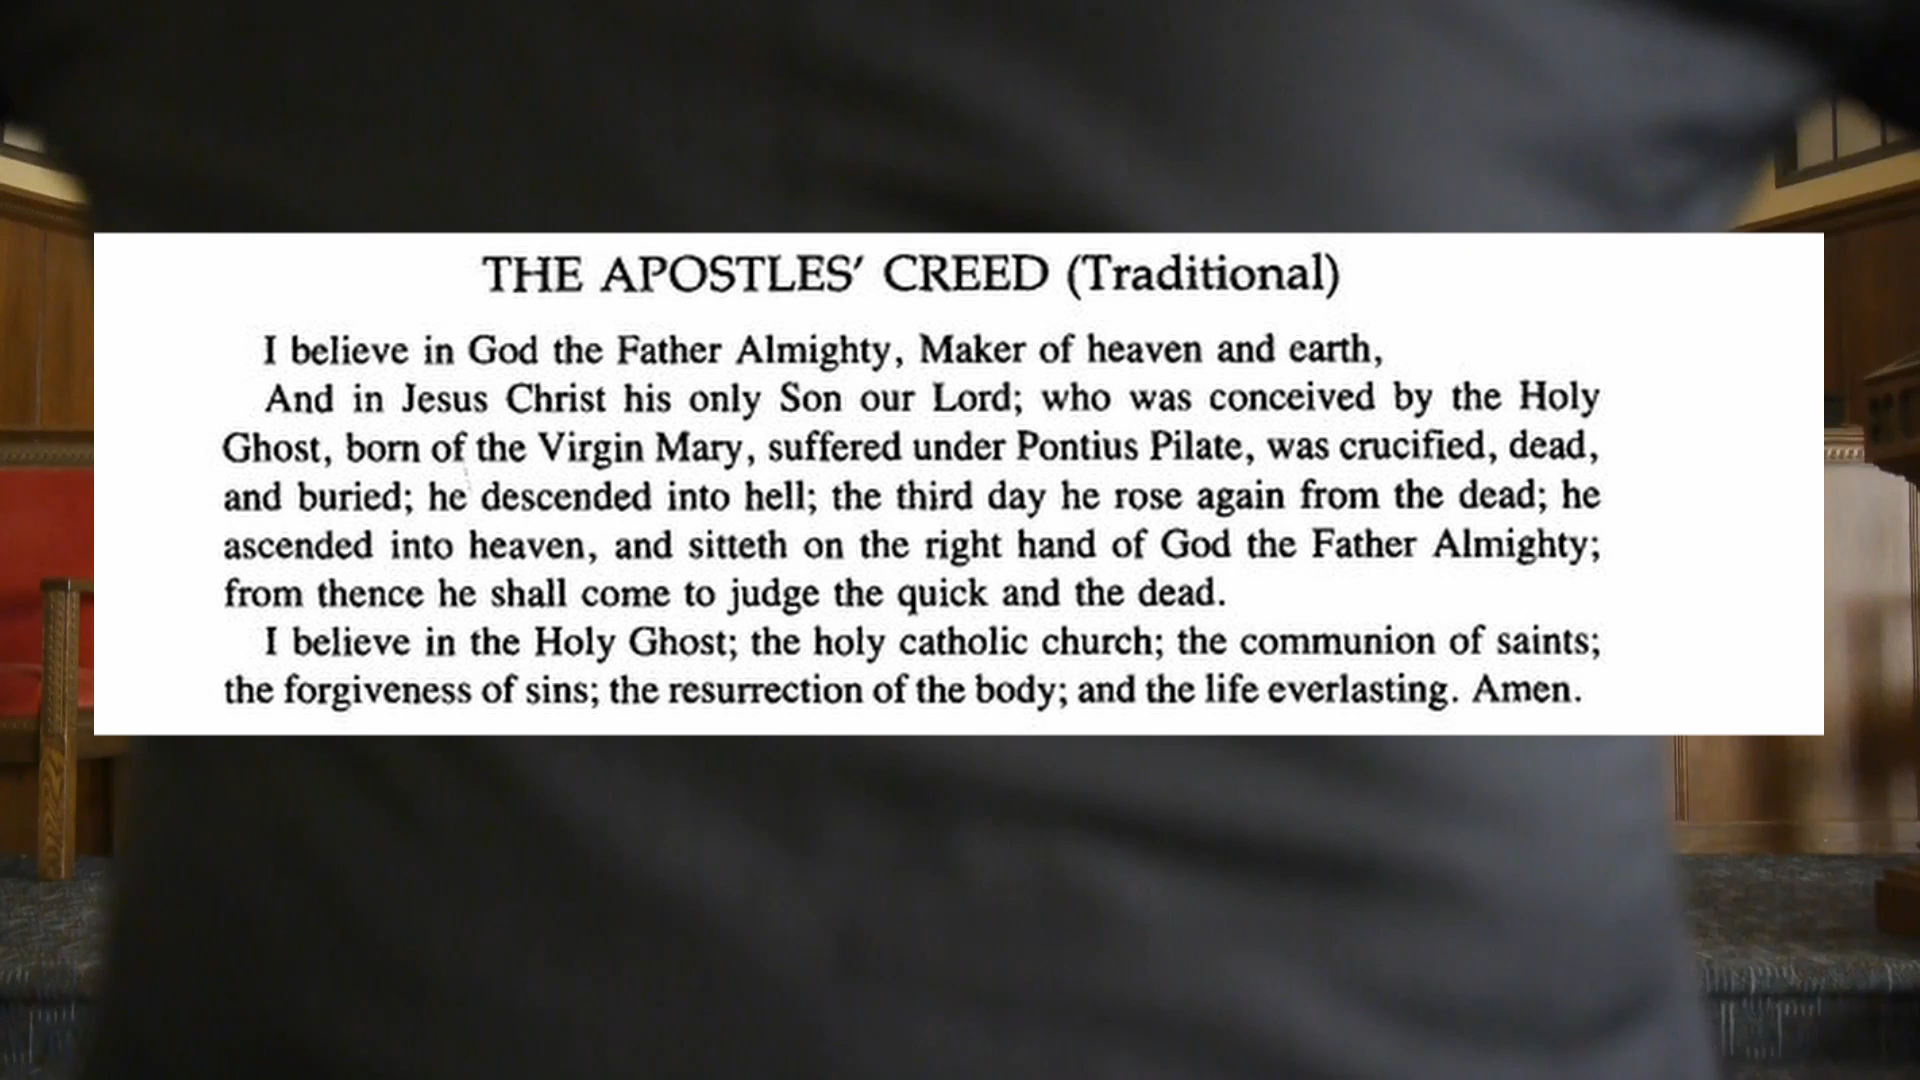 THE APOSTLES' CREED (Traditional)
I believe in God the Father Almighty, Maker of heaven and earth,
And in Jesus Christ his only Son our Lord; who was conceived by the Holy
Ghost, born of the Virgin Mary, suffered under Pontius Pilate, was crucified, dead,
and buried; he descended into hell; the third day he rose again from the dead; he
ascended into heaven, and sitteth on the right hand of God the Father Almighty;
from thence he shall come to judge the quick and the dead.
I believe in the Holy Ghost; the holy catholic church; the communion of saints;
the forgiveness of sins; the resurrection of the body; and the life everlasting. Amen.